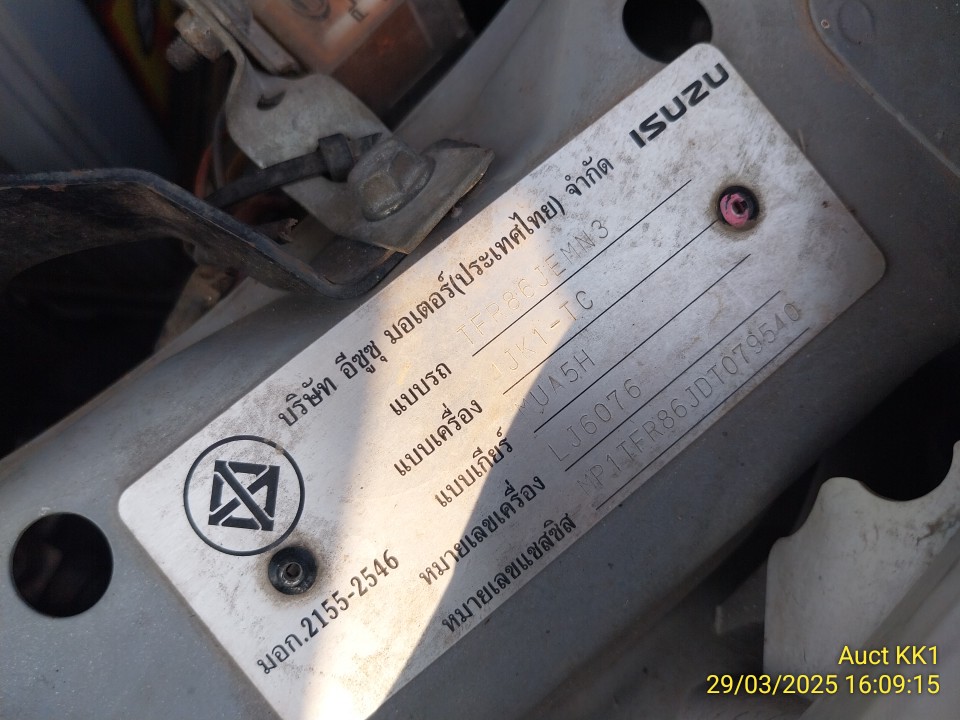 ISUZU
บริษัท อีซูซุ มอเตอร์(ประเทศไทย) จำกัด
แบบรถ TFR86JEMN3
แบบเครื่อง 4JK1-TC
แบบเกียร์ MUA5H
หมายเลขเครื่อง LJ6076
หมายเลขแชสซิส MP1TFR86JDT079540
มอก.2155-2546
Auct KK1
29/03/2025 16:09:15